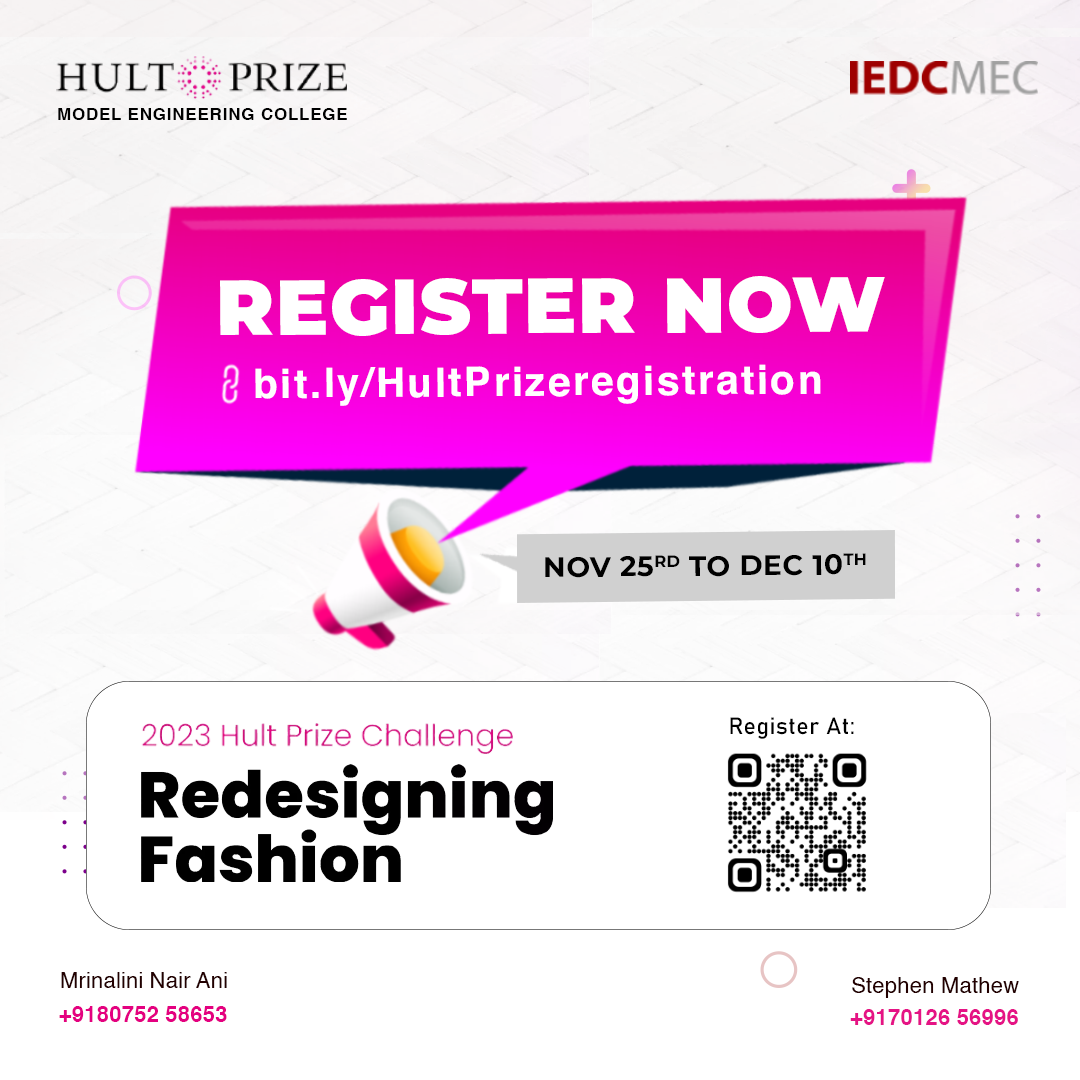 HULT PRIZE
MODEL ENGINEERING COLLEGE
IEDCMEC
REGISTER NOW
bit.ly/HultPrizeregistration
NOV 25RD TO DEC 10TH
2023 Hult Prize Challenge
Redesigning
Fashion
Register At:
Mrinalini Nair Ani
+9180752 58653
Stephen Mathew
+9170126 56996